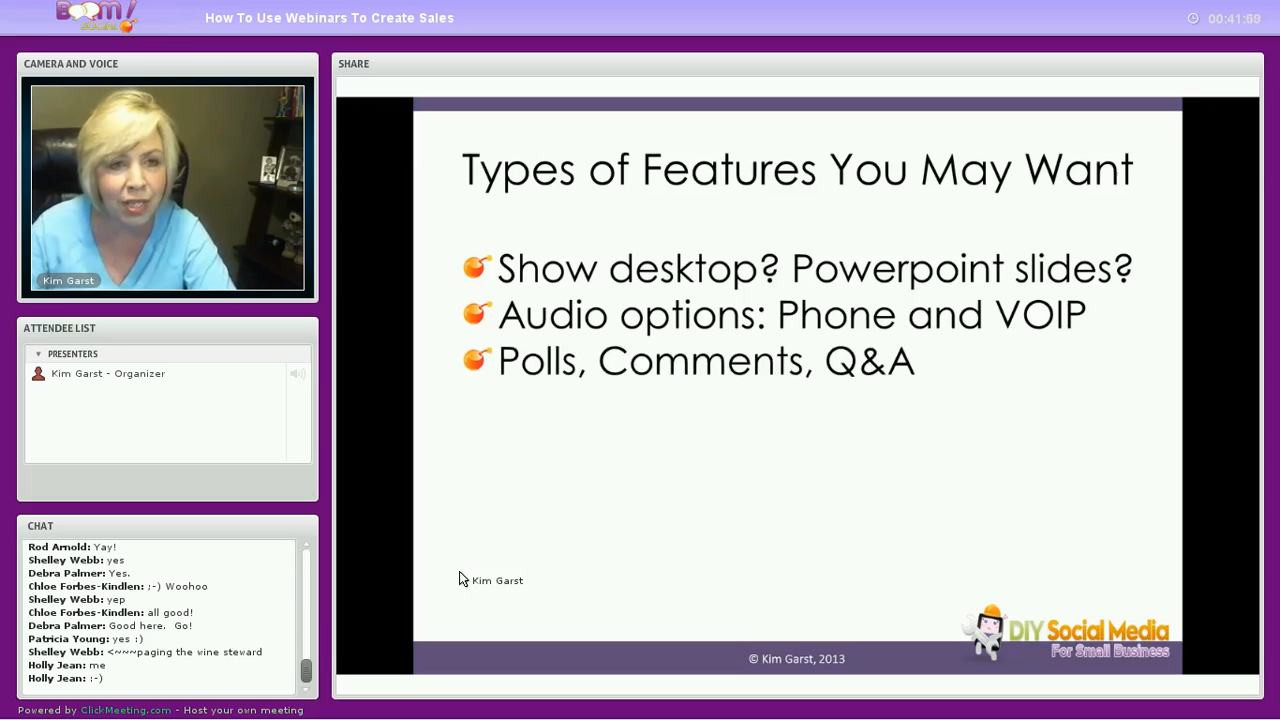 BOOM!
SOCIAL
How To Use Webinars To Create Sales
00:41:59
CAMERA AND VOICE
Kim Garst
ATTENDEE LIST
PRESENTERS
Kim Garst - Organizer
CHAT
Rod Arnold: Yay!
Shelley Webb: yes
Debra Palmer: Yes.
Chloe Forbes-Kindlen: ;-) Woohoo
Shelley Webb: yep
Chloe Forbes-Kindlen: all good!
Debra Palmer: Good here. Go!
Patricia Young: yes :)
Shelley Webb: <~~~paging the wine steward
Holly Jean: me
Holly Jean: :-)
Powered by ClickMeeting.com - Host your own meeting
SHARE
Types of Features You May Want
Show desktop? Powerpoint slides?
Audio options: Phone and VOIP
Polls, Comments, Q&A
Kim Garst
DIY Social Media
For Small Business
© Kim Garst, 2013